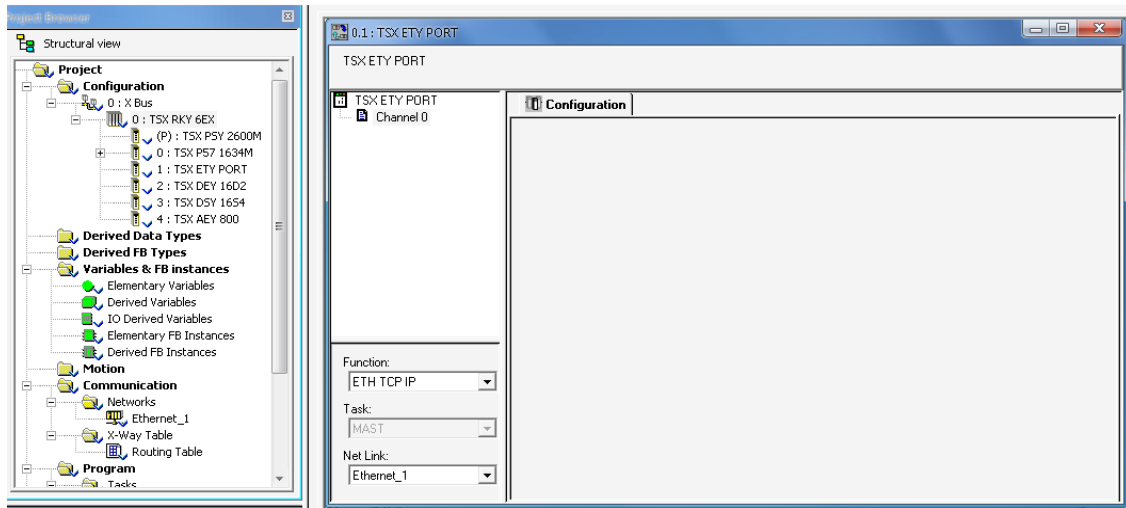 Project Browser
Structural view
Project
Configuration
0 : X Bus
0 : TSX RKY 6EX
(P) : TSX PSY 2600M
0 : TSX P57 1634M
1 : TSX ETY PORT
2 : TSX DEY 16D2
3 : TSX DSY 16S4
4 : TSX AEY 800
Derived Data Types
Derived FB Types
Variables & FB instances
Elementary Variables
Derived Variables
IO Derived Variables
Elementary FB Instances
Derived FB Instances
Motion
Communication
Networks
Ethernet_1
X-Way Table
Routing Table
Program
Tasks
0.1 : TSX ETY PORT
TSX ETY PORT
TSX ETY PORT
Channel 0
Configuration
Function:
ETH TCP IP
Task:
MAST
Net Link:
Ethernet_1